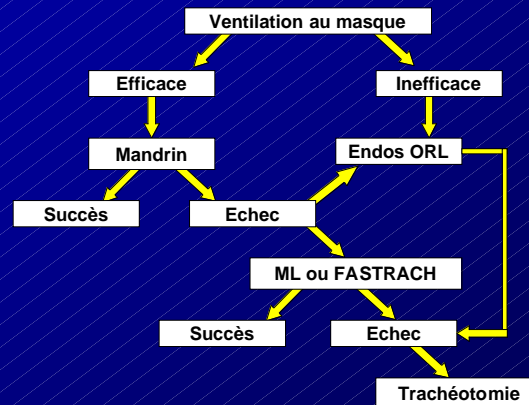 Ventilation au masque
Efficace
Inefficace
Mandrin
Endos ORL
Succès
Echec
ML ou FASTRACH
Succès
Echec
Trachéotomie